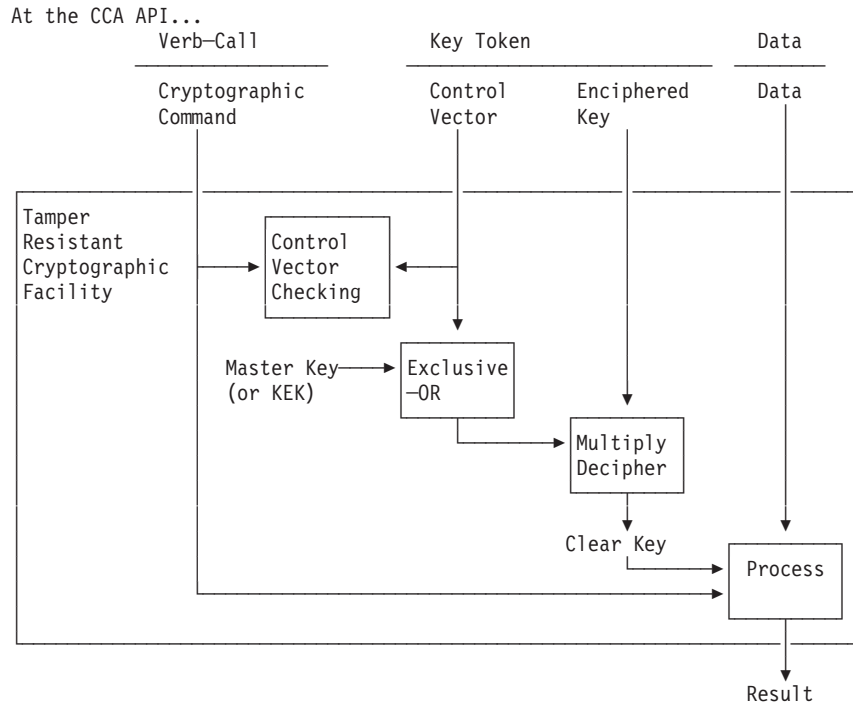 At the CCA API...
Verb—Call
Key Token
Data
Cryptographic
Command
Control
Vector
Enciphered
Key
Data
Tamper
Resistant
Cryptographic
Facility
Control
Vector
Checking
Master Key
(or KEK)
Exclusive
—OR
Multiply
Decipher
Clear Key
Process
Result